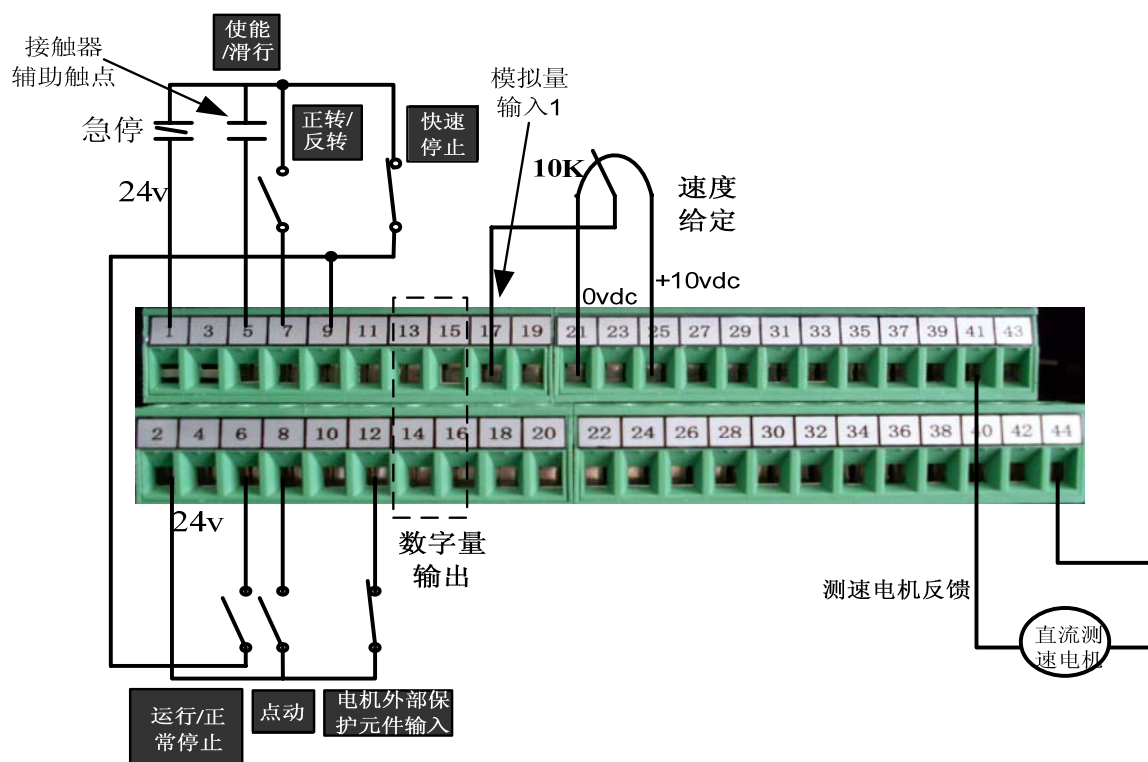 使能
/滑行
接触器
辅助触点
急停
24v
正转/
反转
快速
停止
模拟量
输入1
10K
速度
给定
0vdc
+10vdc
1 3 5 7 9 11 13 15 17 19 21 23 25 27 29 31 33 35 37 39 41 43
2 4 6 8 10 12 14 16 18 20 22 24 26 28 30 32 34 36 38 40 42 44
24v
数字量
输出
测速电机反馈
直流测
速电机
运行/正
常停止
点动
电机外部保
护元件输入